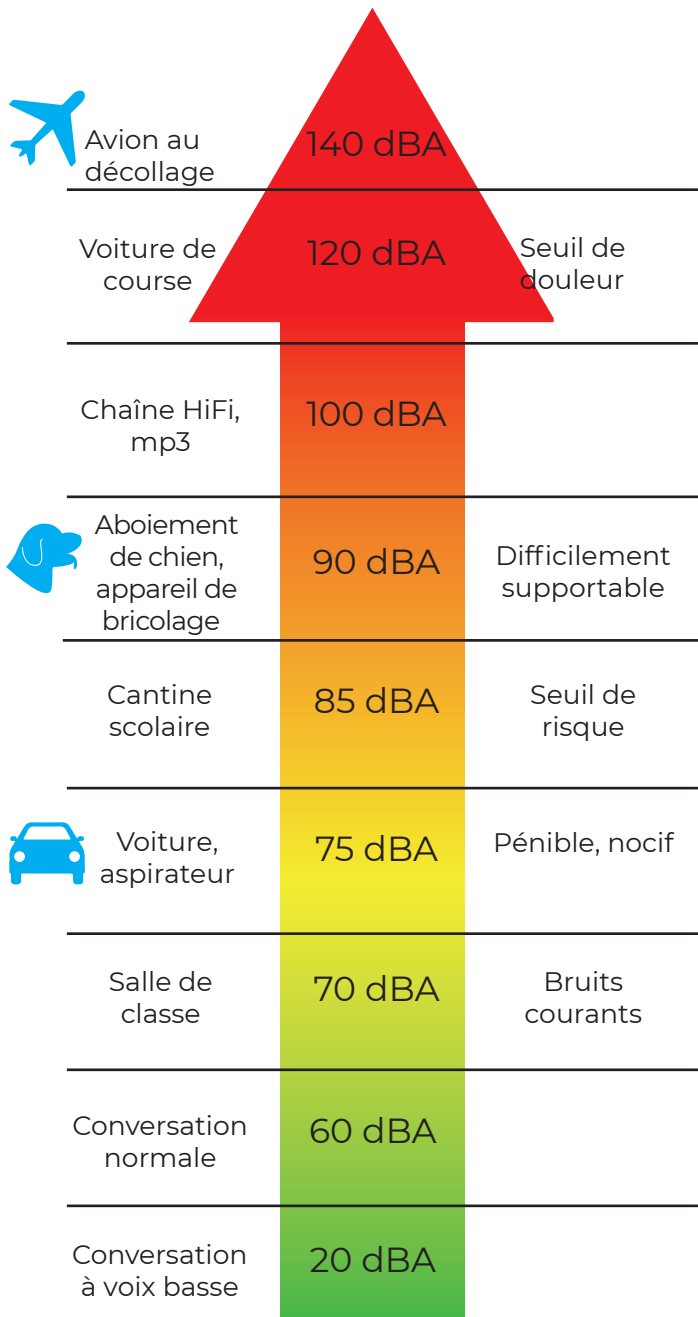 Avion au
décollage
140 dBA
Voiture de
course
120 dBA
Seuil de
douleur
Chaîne HiFi,
mp3
100 dBA
Aboiement
de chien,
appareil de
bricolage
90 dBA
Difficilement
supportable
Cantine
scolaire
85 dBA
Seuil de
risque
Voiture,
aspirateur
75 dBA
Pénible, nocif
Salle de
classe
70 dBA
Bruits
courants
Conversation
normale
60 dBA
Conversation
à voix basse
20 dBA